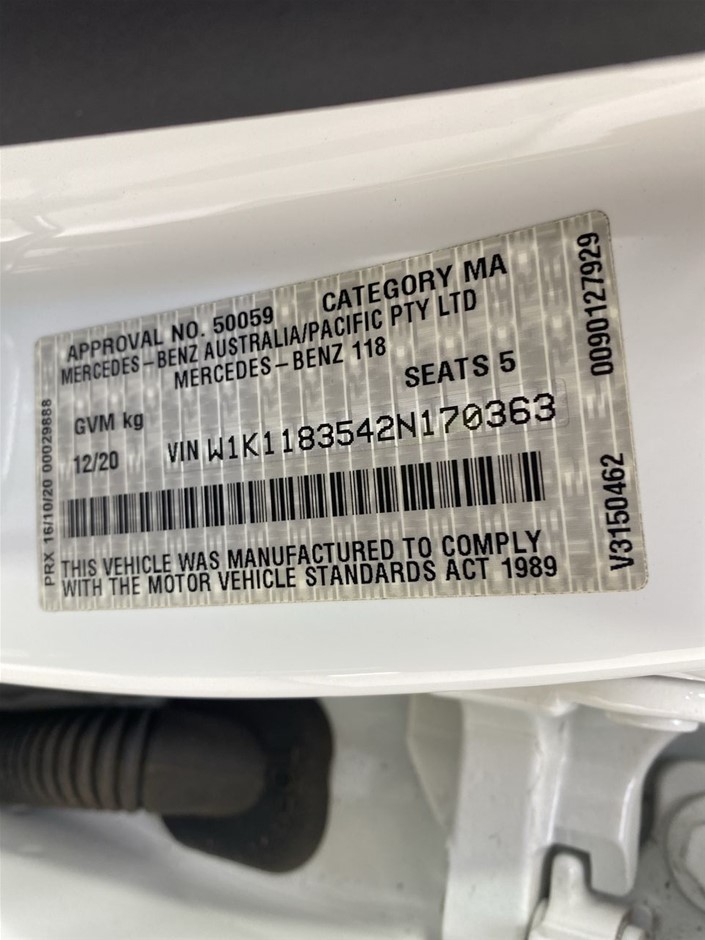 APPROVAL NO. 50059 CATEGORY MA
MERCEDES-BENZ AUSTRALIA/PACIFIC PTY LTD
MERCEDES-BENZ 118
GVM kg SEATS 5
12/20 VIN W1K1183542N170363
THIS VEHICLE WAS MANUFACTURED TO COMPLY
WITH THE MOTOR VEHICLE STANDARDS ACT 1989
PRX 16/10/20 00029888
V3150462 0090127929